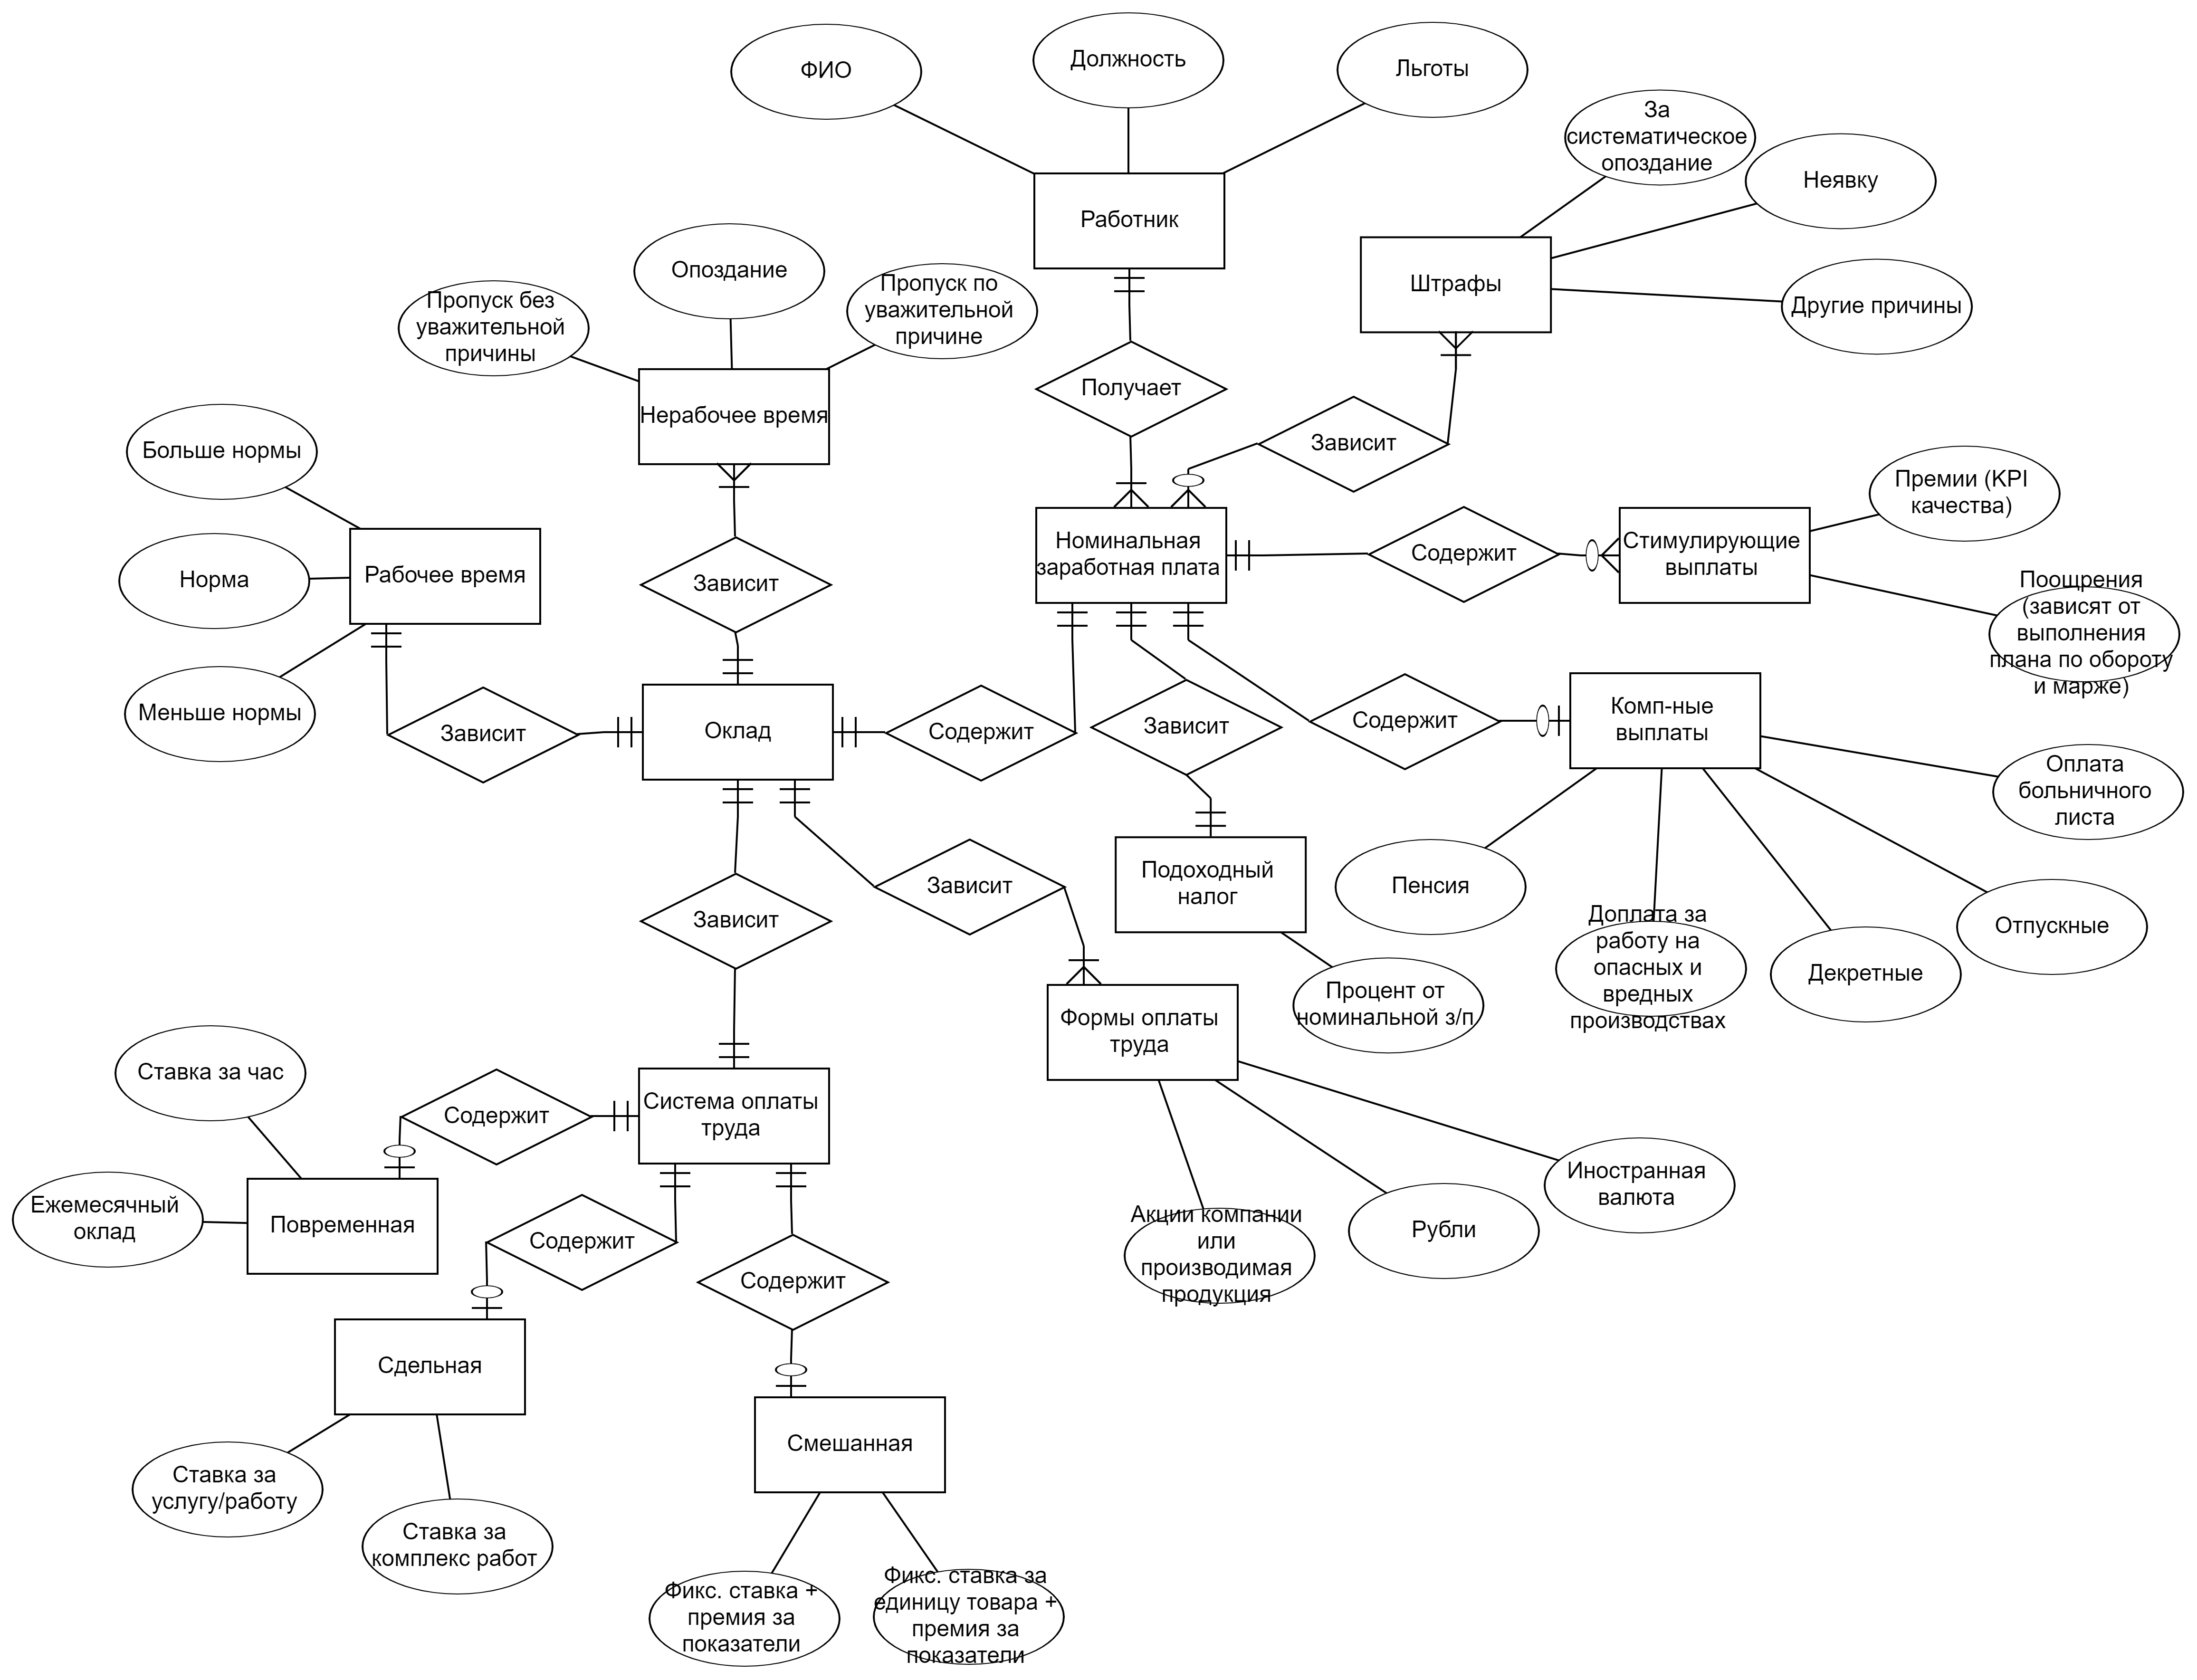 ФИО
Должность
Льготы
За
систематическое
опоздание
Неявку
Работник
Опоздание
Штрафы
Другие причины
Пропуск без
уважительной
причины
Пропуск по
уважительной
причине
Получает
Нерабочее время
Зависит
Больше нормы
Премии (KPI
качества)
Номинальная
заработная плата
Содержит
Стимулирующие
выплаты
Норма
Рабочее время
Зависит
Поощрения
(зависят от
выполнения
плана по обороту
и марже)
Меньше нормы
Зависит
Оклад
Содержит
Зависит
Содержит
Комп-ные
выплаты
Оплата
больничного
листа
Зависит
Зависит
Подоходный
налог
Пенсия
Доплата за
работу на
опасных и
вредных
производствах
Декретные
Отпускные
Процент от
номинальной з/п
Формы оплаты
труда
Ставка за час
Содержит
Система оплаты
труда
Ежемесячный
оклад
Повременная
Содержит
Содержит
Акции компании
или
производимая
продукция
Рубли
Иностранная
валюта
Сдельная
Смешанная
Ставка за
услугу/работу
Ставка за
комплекс работ
Фикс. ставка +
премия за
показатели
Фикс. ставка за
единицу товара +
премия за
показатели